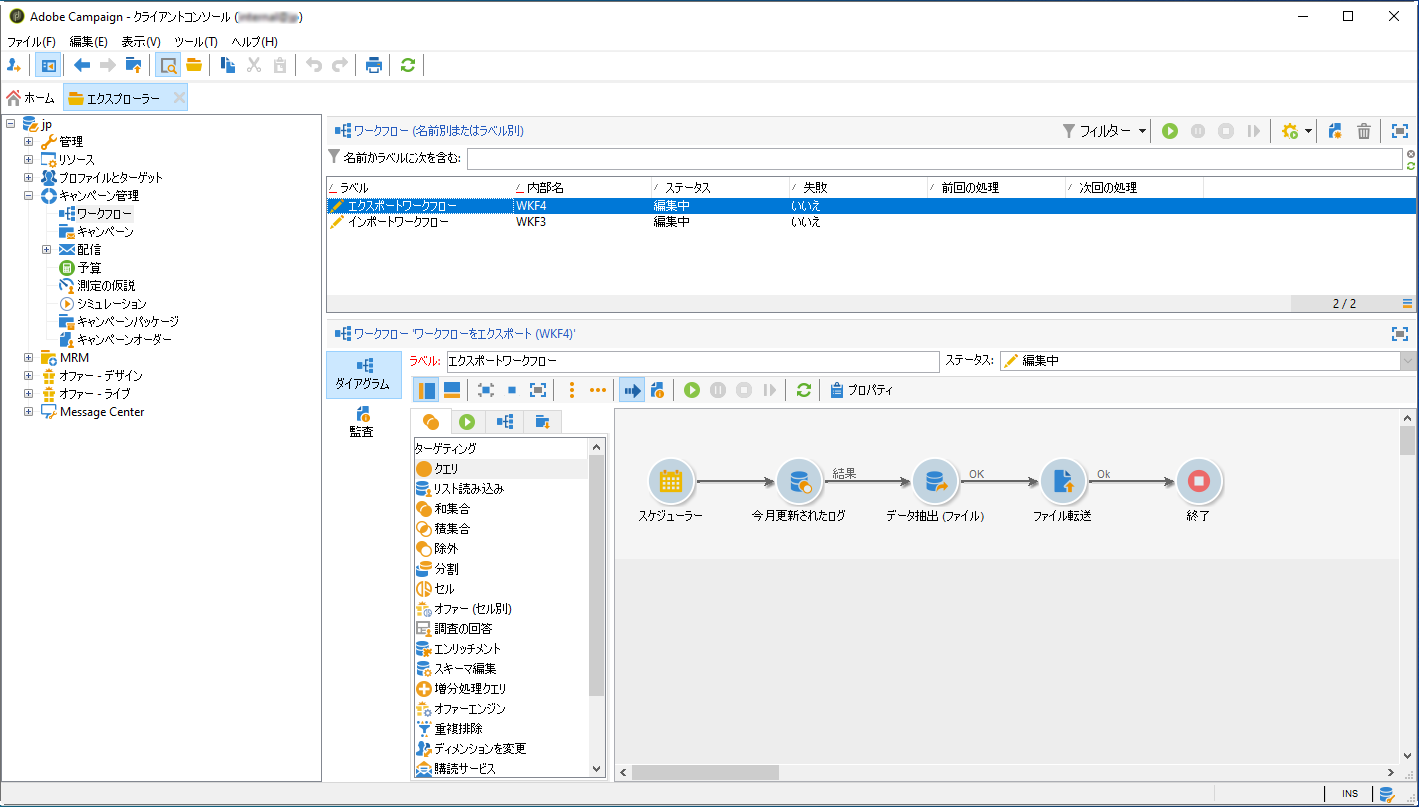 Adobe Campaign - クライアントコンソール (
)
ファイル(F) 編集(E) 表示(V) ツール(T) ヘルプ(H)
ホーム エクスプローラー
jp
管理
リソース
プロファイルとターゲット
キャンペーン管理
ワークフロー
キャンペーン
配信
予算
測定の仮説
シミュレーション
キャンペーンパッケージ
キャンペーンオーダー
MRM
オファー - デザイン
オファー - ライブ
Message Center
ワークフロー (名前別またはラベル別) フィルター
名前かラベルに次を含む:
ラベル 内部名 ステータス 失敗 前回の処理 次回の処理
エクスポートワークフロー WKF4 編集中 いいえ
インポートワークフロー WKF3 編集中 いいえ
2 / 2
ワークフロー 'ワークフローをエクスポート (WKF4)'
ダイアグラム
監査
ラベル: エクスポートワークフロー ステータス: 編集中
プロパティ
ターゲティング
クエリ
リスト読み込み
和集合
積集合
除外
分割
セル
オファー (セル別)
調査の回答
エンリッチメント
スキーマ編集
増分処理クエリ
オファーエンジン
重複排除
ディメンションを変更
購読サービス
結果 OK Ok
スケジューラー 今月更新されたログ データ抽出 (ファイル) ファイル転送 終了
INS